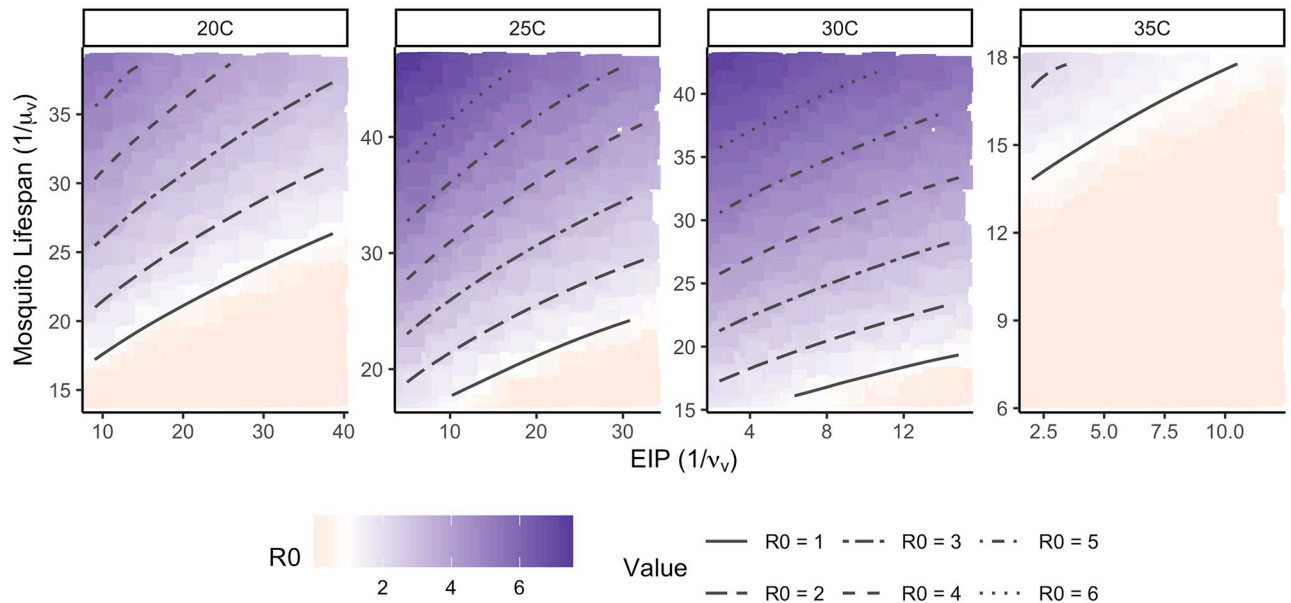 20C 25C 30C 35C
Mosquito Lifespan (1/μv)
35
30
25
20
15
40
30
20
40
35
30
25
20
15
18
15
12
9
6
10 20 30 40
10 20 30
4 8 12
2.5 5.0 7.5 10.0
EIP (1/νv)
R0
2 4 6
Value
R0 = 1 R0 = 3 R0 = 5
R0 = 2 R0 = 4 R0 = 6